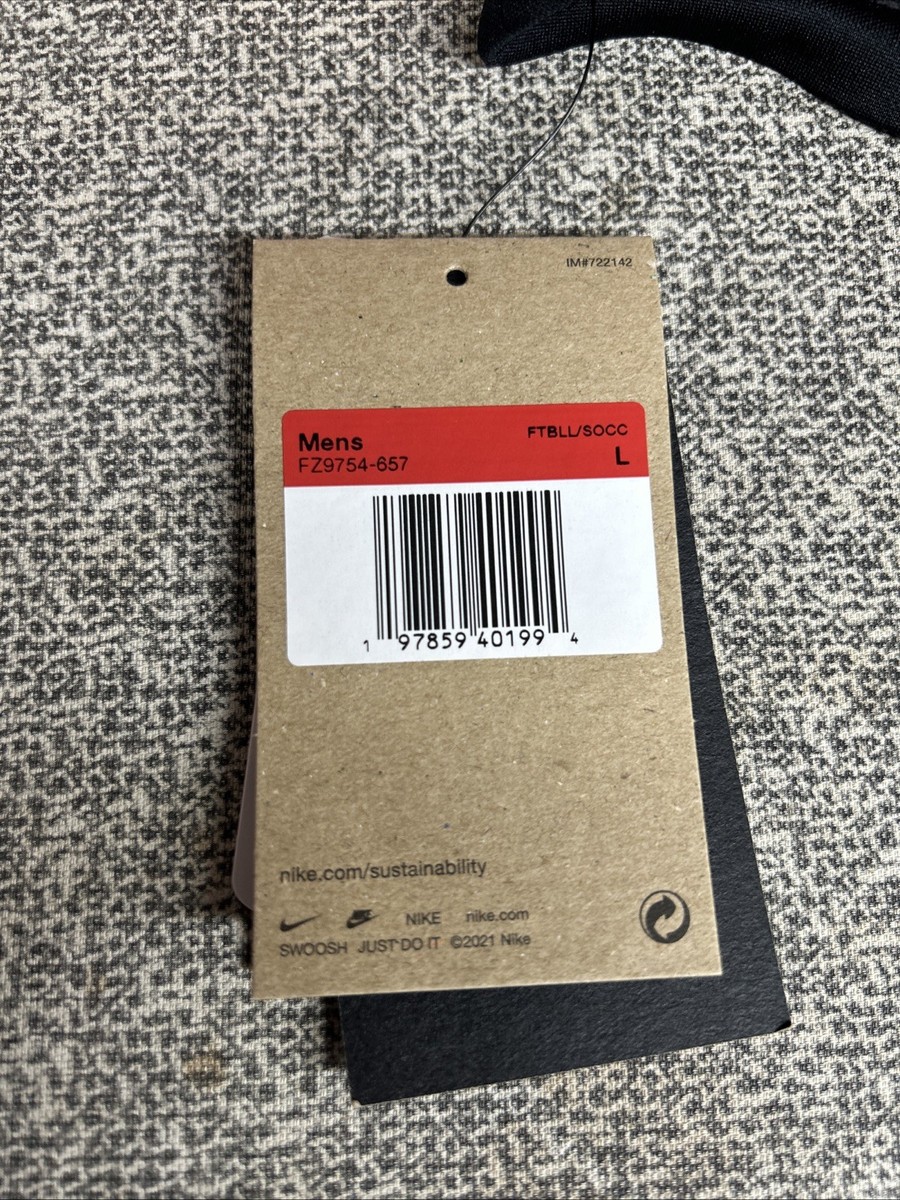 IM#722142
Mens
FTBLL/SOCC
FZ9754-657
L
1 97859 40199 4
nike.com/sustainability
NIKE nike.com
SWOOSH JUST DO IT ©2021 Nike